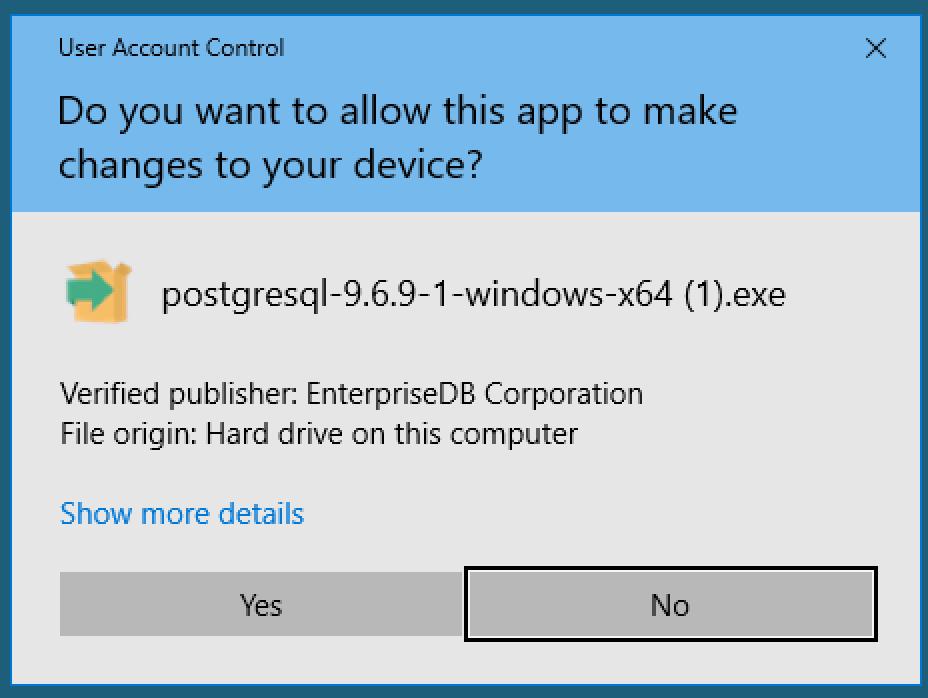 User Account Control
Do you want to allow this app to make
changes to your device?
postgresql-9.6.9-1-windows-x64 (1).exe
Verified publisher: EnterpriseDB Corporation
File origin: Hard drive on this computer
Show more details
Yes No